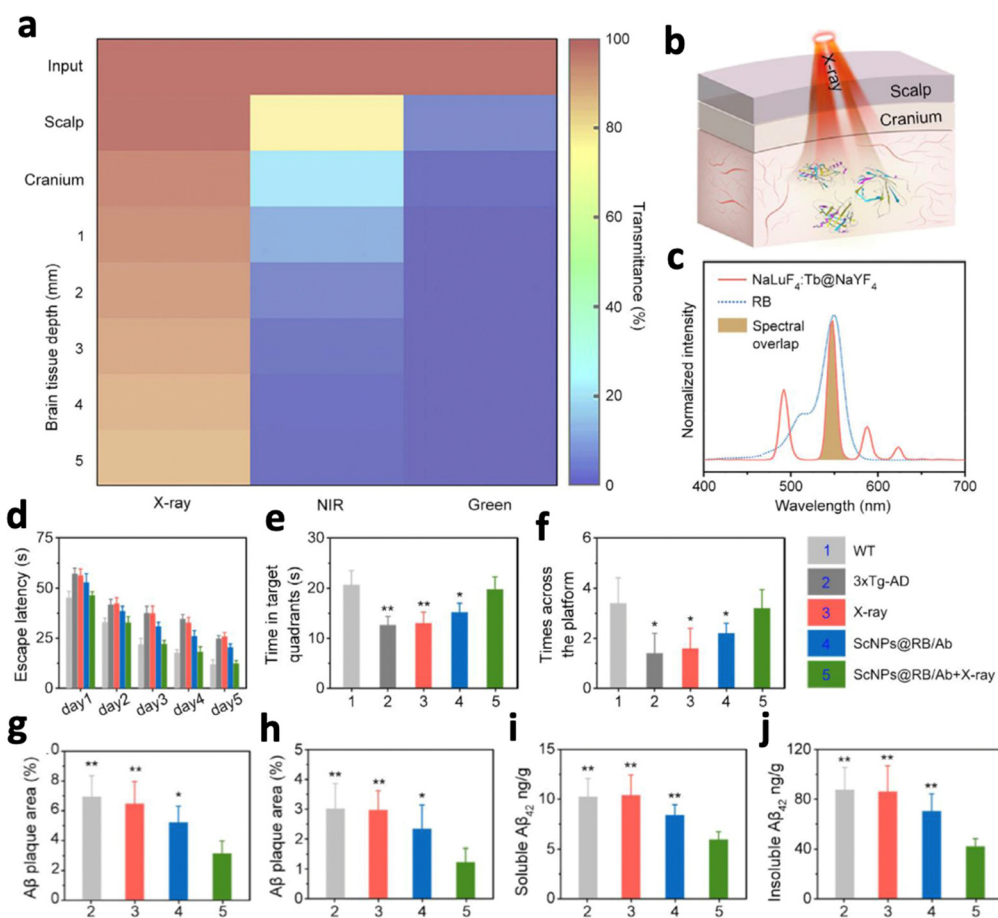 a
Input
Scalp
Cranium
1
2
3
4
5
Brain tissue depth (mm)
X-ray
NIR
Green
100
80
60
40
20
0
Transmittance (%)
b
X-ray
Scalp
Cranium
c
NaLuF4:Tb@NaYF4
RB
Spectral
overlap
Normalized intensity
400
500
600
700
Wavelength (nm)
d
Escape latency (s)
75
50
25
0
day1
day2
day3
day4
day5
e
Time in target
quadrants (s)
30
20
10
0
**
**
*
1
2
3
4
5
f
Times across
the platform
6
4
2
0
*
*
*
1
2
3
4
5
1 WT
2 3xTg-AD
3 X-ray
4 ScNPs@RB/Ab
5 ScNPs@RB/Ab+X-ray
g
Aβ plaque area (%)
8
6
4
2
0
**
**
*
2
3
4
5
h
Aβ plaque area (%)
5
4
3
2
1
0
**
**
*
2
3
4
5
i
Soluble Aβ42 ng/g
15
10
5
0
**
**
**
2
3
4
5
j
Insoluble Aβ42 ng/g
120
80
40
0
**
**
**
2
3
4
5